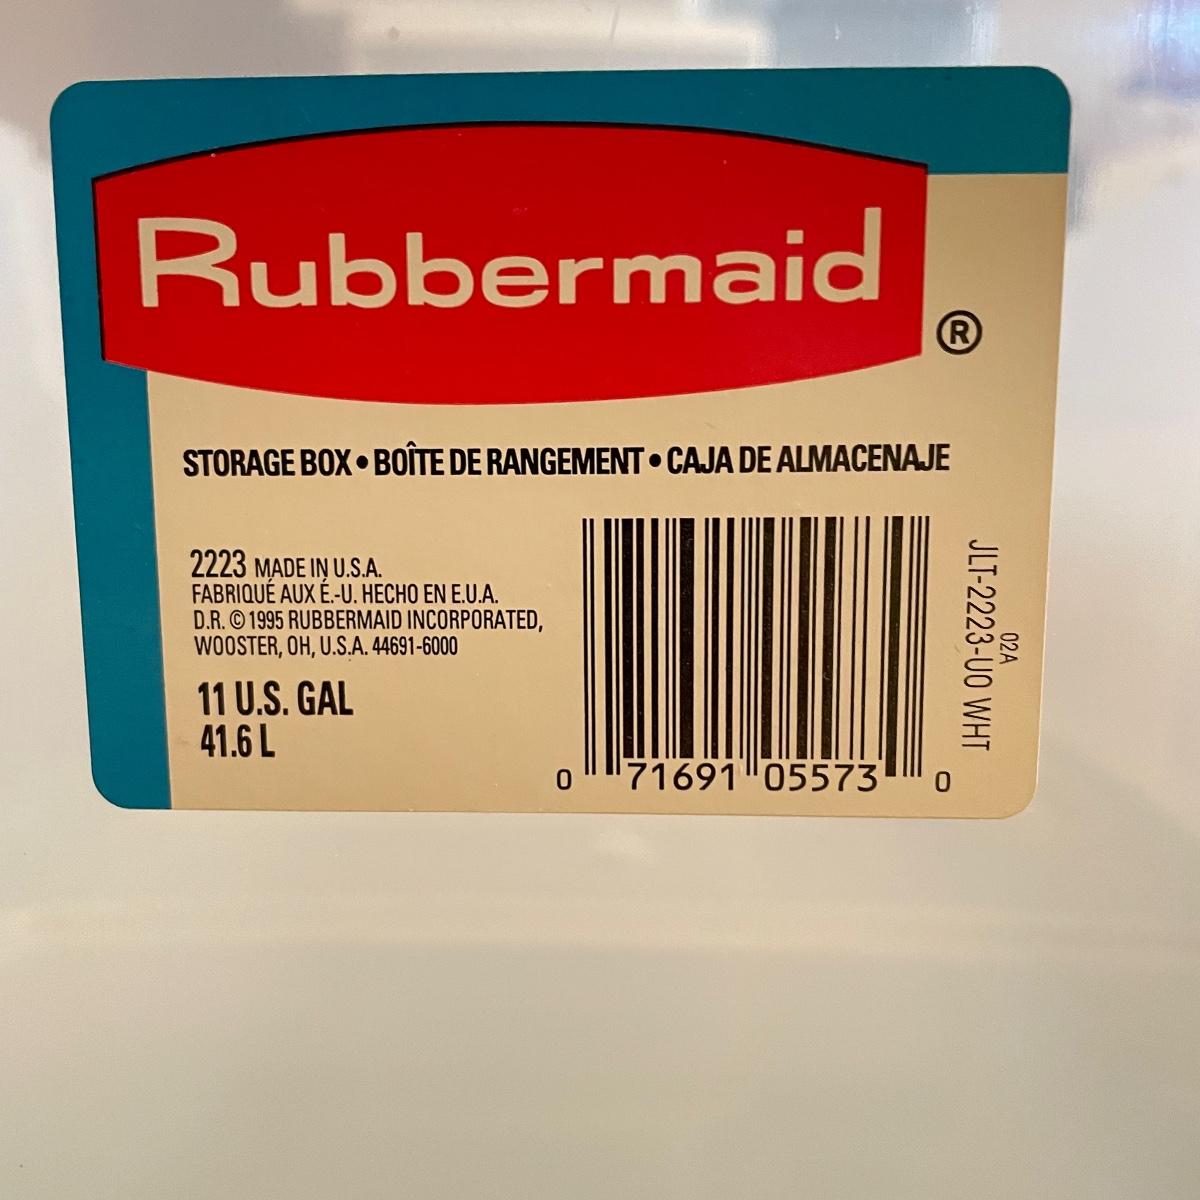 Rubbermaid
®
STORAGE BOX • BOÎTE DE RANGEMENT • CAJA DE ALMACENAJE
2223 MADE IN U.S.A.
FABRIQUÉ AUX É.-U. HECHO EN E.U.A.
D.R. © 1995 RUBBERMAID INCORPORATED,
WOOSTER, OH, U.S.A. 44691-6000
11 U.S. GAL
41.6 L
0 71691 05573 0
02A
JLT-2223-U0 WHT